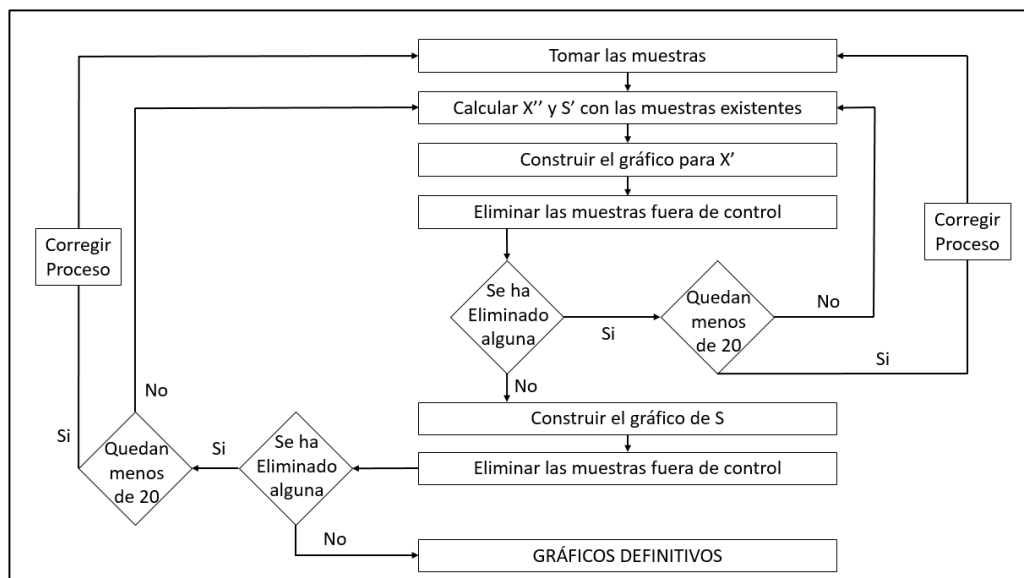 Tomar las muestras
Calcular X’’ y S’ con las muestras existentes
Construir el gráfico para X’
Eliminar las muestras fuera de control
Corregir
Proceso
Corregir
Proceso
Se ha
Eliminado
alguna
Si
Quedan
menos
de 20
No
Si
No
Construir el gráfico de S
Eliminar las muestras fuera de control
Se ha
Eliminado
alguna
Si
Quedan
menos
de 20
No
Si
No
GRÁFICOS DEFINITIVOS